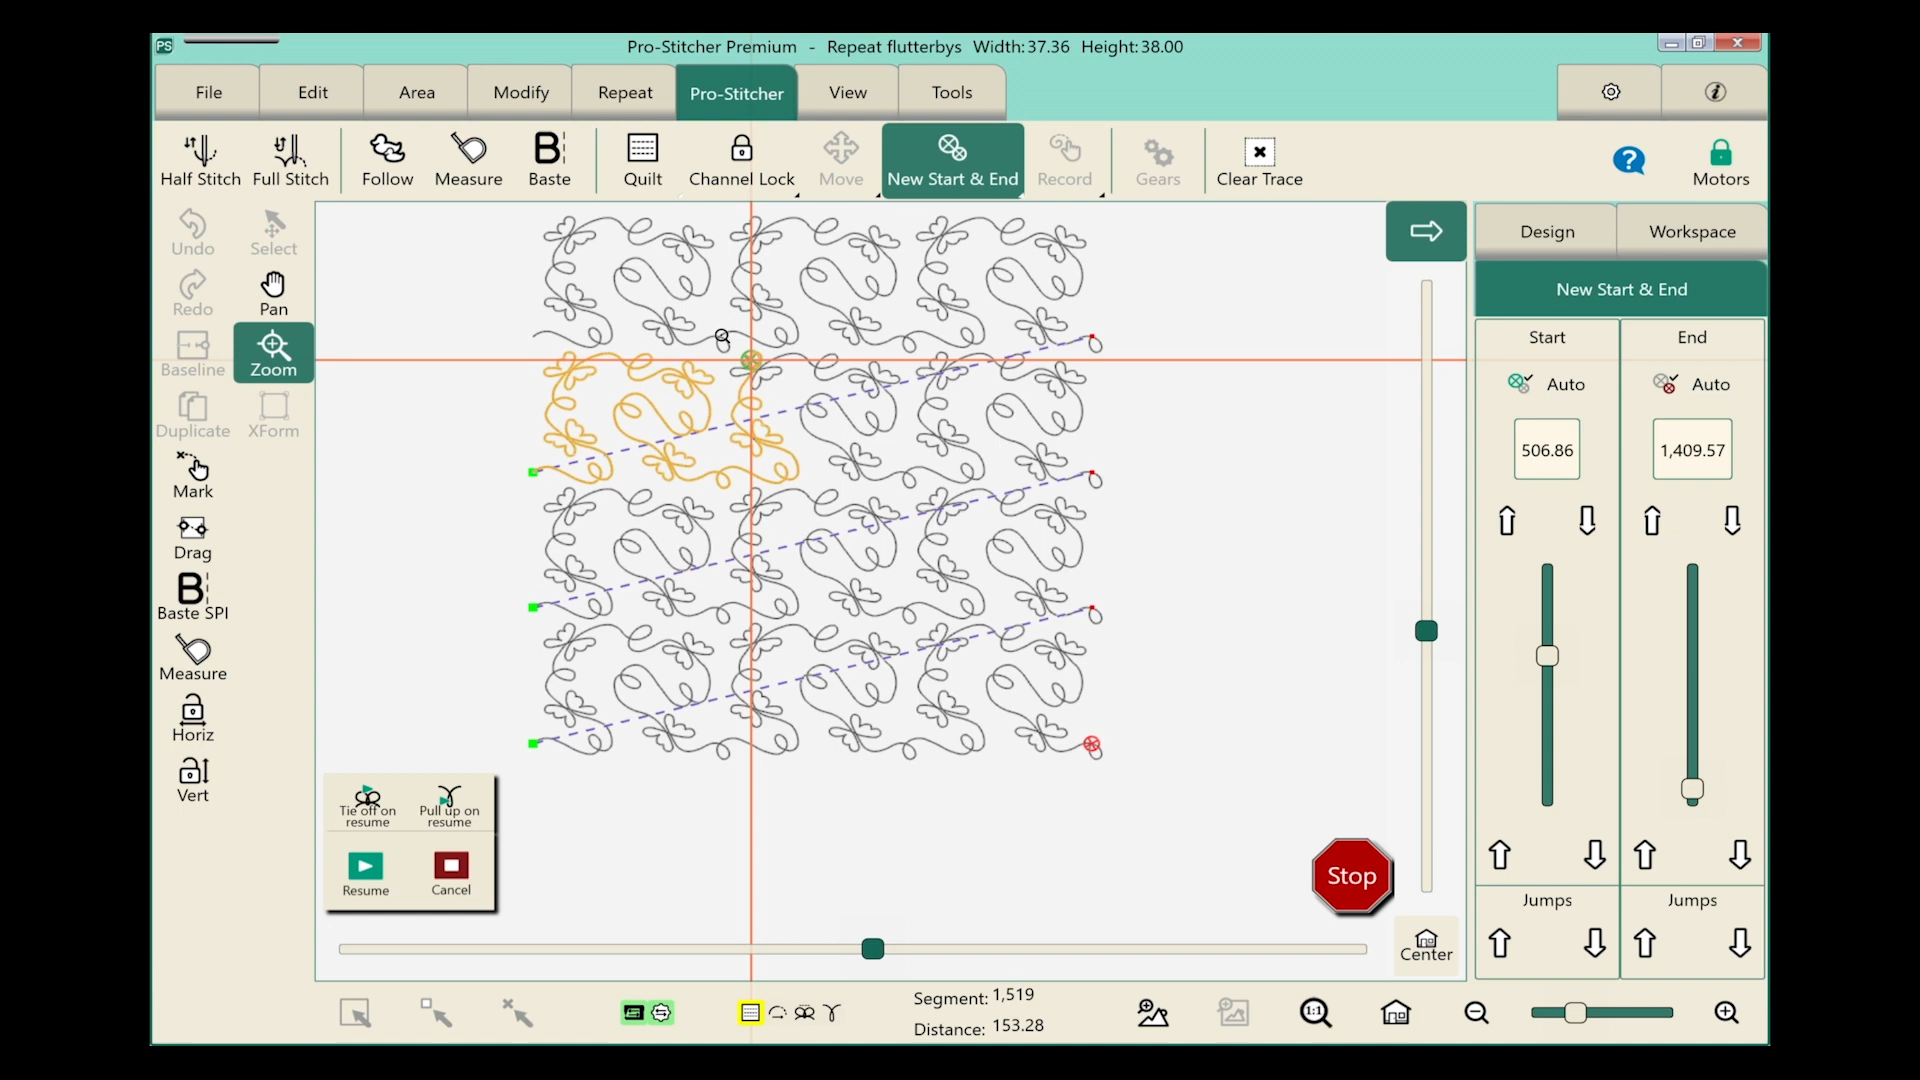 PS
Pro-Stitcher Premium - Repeat flutterbys Width:37.36 Height:38.00
File Edit Area Modify Repeat Pro-Stitcher View Tools
Half Stitch Full Stitch Follow Measure Baste Quilt Channel Lock Move New Start & End Record Gears Clear Trace Motors
Undo Select
Redo Pan
Baseline Zoom
Duplicate XForm
Mark
Drag
Baste SPI
Measure
Horiz
Vert
Tie off on resume
Pull up on resume
Resume Cancel
Stop
Center
Design Workspace
New Start & End
Start End
Auto Auto
506.86 1,409.57
Jumps Jumps
Segment: 1,519
Distance: 153.28
1:1